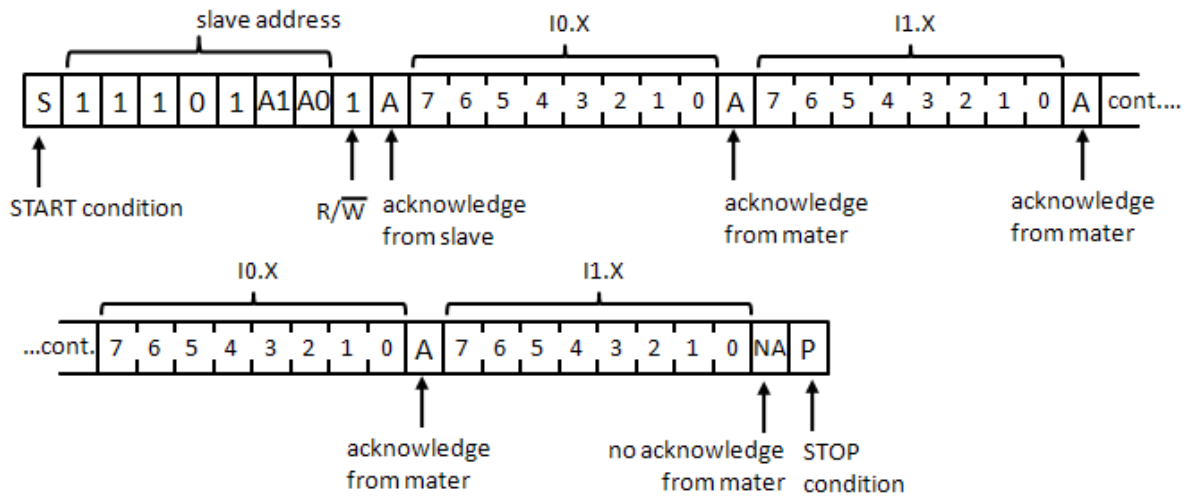 slave address I0.X I1.X
S 1 1 1 0 1 A1 A0 1 A 7 6 5 4 3 2 1 0 A 7 6 5 4 3 2 1 0 A cont....
START condition R/W̅ acknowledge acknowledge acknowledge
from slave from mater from mater
I0.X I1.X
...cont. 7 6 5 4 3 2 1 0 A 7 6 5 4 3 2 1 0 NA P
acknowledge no acknowledge STOP
from mater from mater condition